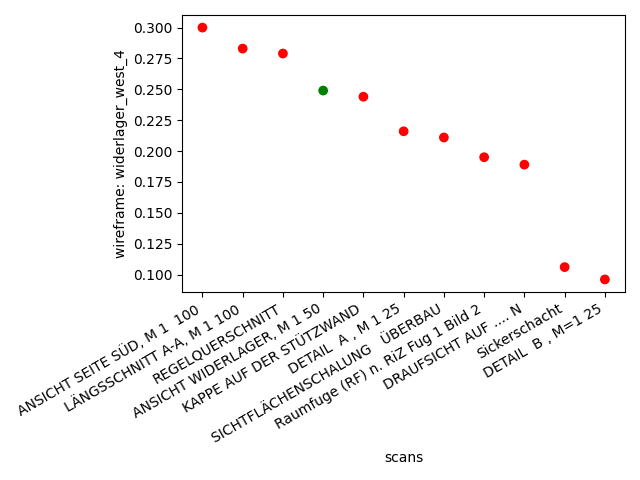 0.300
0.275
0.250
0.225
0.200
0.175
0.150
0.125
0.100
wireframe: widerlager_west_4
ANSICHT SEITE SÜD, M 1  100
LÄNGSSCHNITT A-A, M 1 100
REGELQUERSCHNITT
ANSICHT WIDERLAGER, M 1 50
KAPPE AUF DER STÜTZWAND
DETAIL  A , M 1 25
SICHTFLÄCHENSCHALUNG   ÜBERBAU
Raumfuge (RF) n. RiZ Fug 1 Bild 2
DRAUFSICHT AUF .... N
Sickerschacht
DETAIL  B , M=1 25
scans